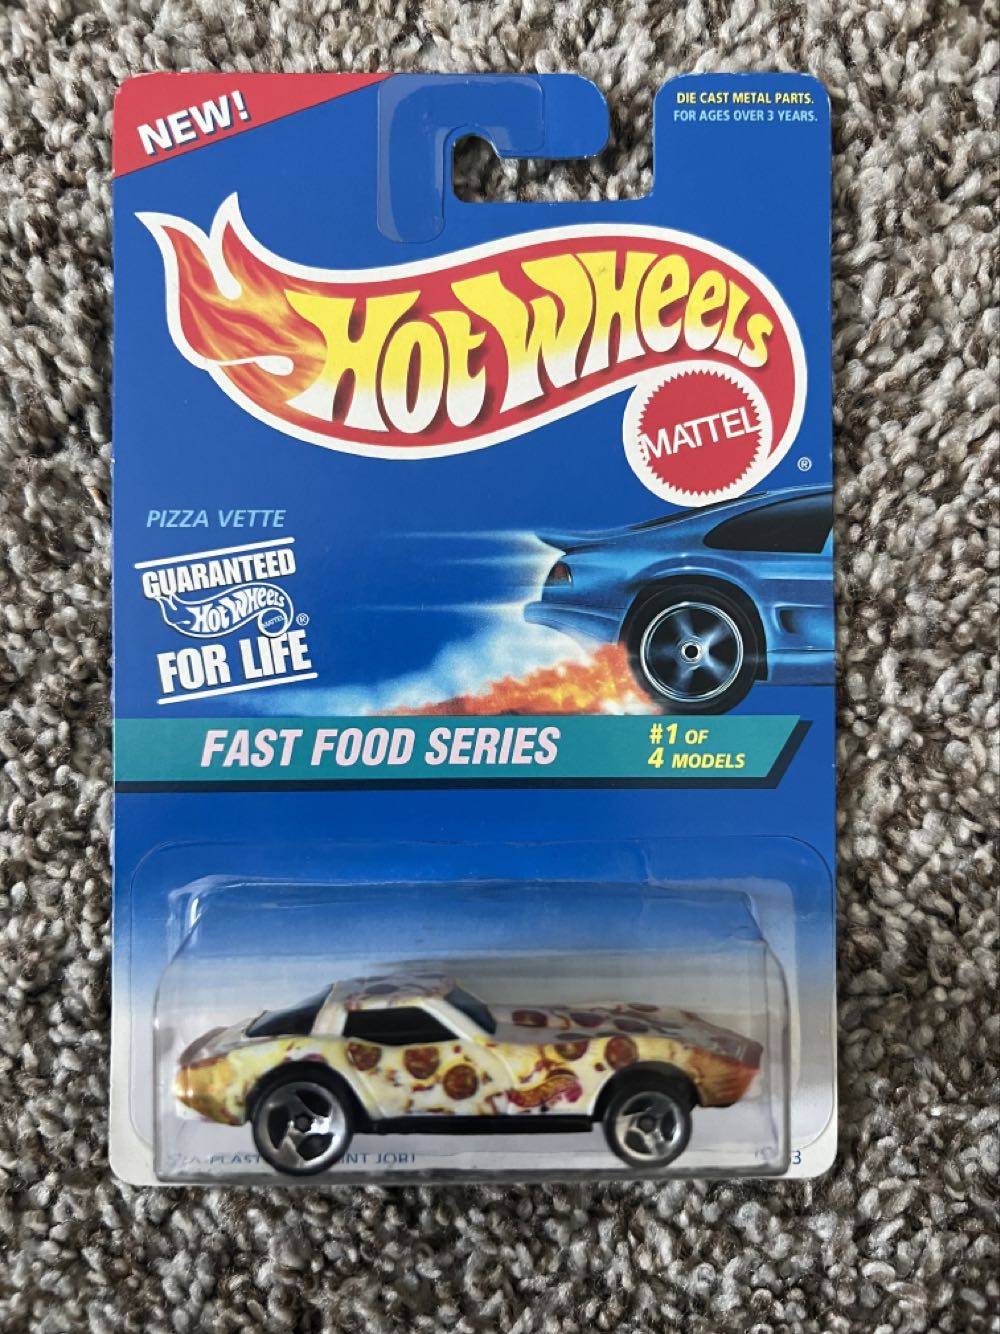 NEW!
DIE CAST METAL PARTS.
FOR AGES OVER 3 YEARS.
HOT WHEELS
MATTEL
®
PIZZA VETTE
GUARANTEED
HOT WHEELS
MATTEL ®
FOR LIFE
FAST FOOD SERIES
#1 OF
4 MODELS